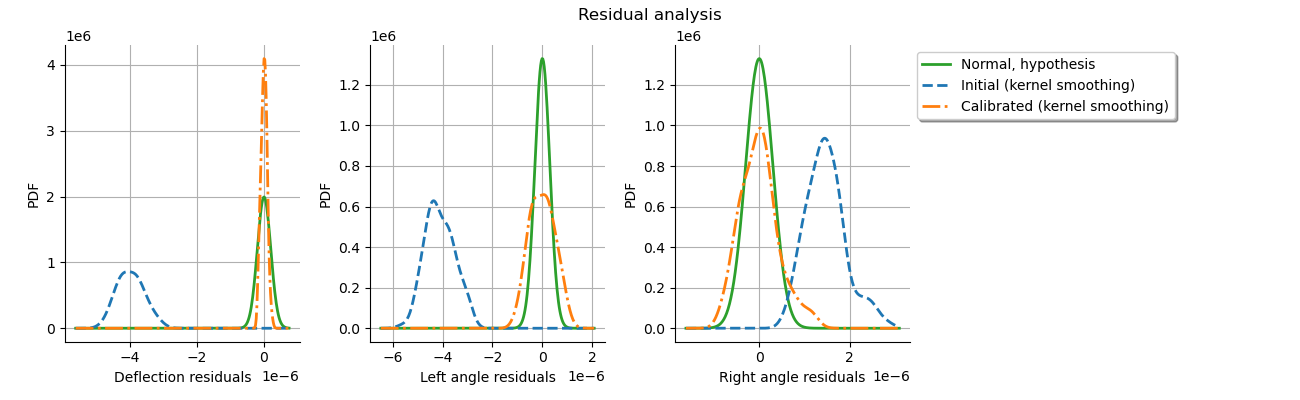 Residual analysis
1e6
4
3
2
1
0
PDF
−4
−2
0
Deflection residuals
1e−6
1e6
1.2
1.0
0.8
0.6
0.4
0.2
0.0
PDF
−6
−4
−2
0
2
Left angle residuals
1e−6
1e6
1.2
1.0
0.8
0.6
0.4
0.2
0.0
PDF
0
2
Right angle residuals
1e−6
Normal, hypothesis
Initial (kernel smoothing)
Calibrated (kernel smoothing)